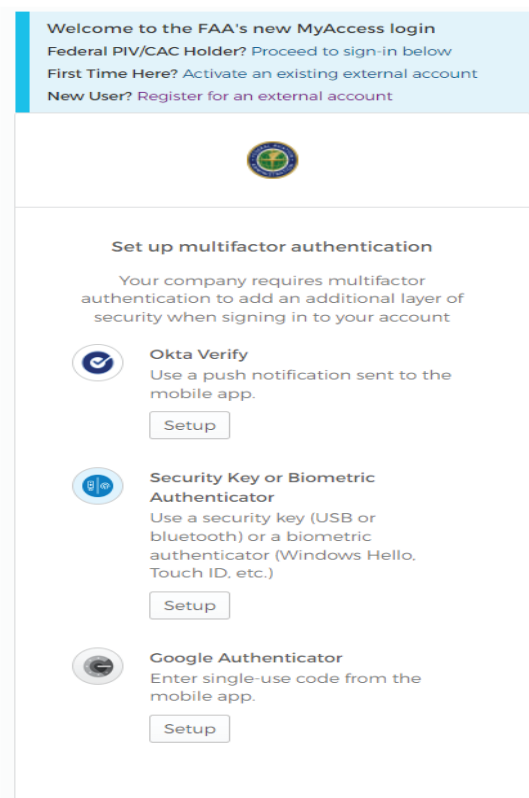 Welcome to the FAA's new MyAccess login
Federal PIV/CAC Holder? Proceed to sign-in below
First Time Here? Activate an existing external account
New User? Register for an external account
Set up multifactor authentication
Your company requires multifactor
authentication to add an additional layer of
security when signing in to your account
Okta Verify
Use a push notification sent to the
mobile app.
Setup
Security Key or Biometric
Authenticator
Use a security key (USB or
bluetooth) or a biometric
authenticator (Windows Hello,
Touch ID, etc.)
Setup
Google Authenticator
Enter single-use code from the
mobile app.
Setup